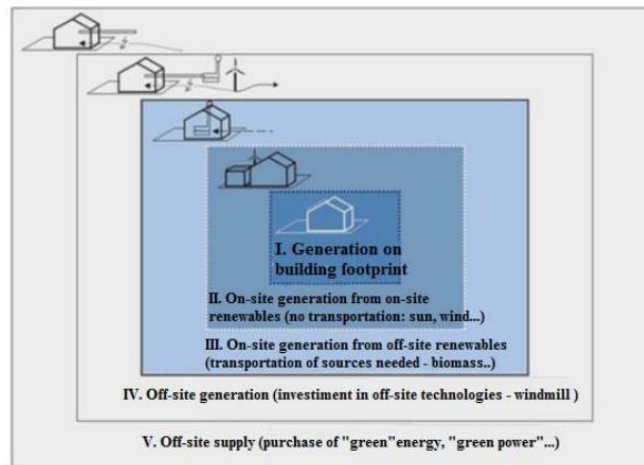 I. Generation on
building footprint
II. On-site generation from on-site
renewables (no transportation: sun, wind...)
III. On-site generation from off-site renewables
(transportation of sources needed - biomass..)
IV. Off-site generation (investiment in off-site technologies - windmill )
V. Off-site supply (purchase of "green"energy, "green power"...)